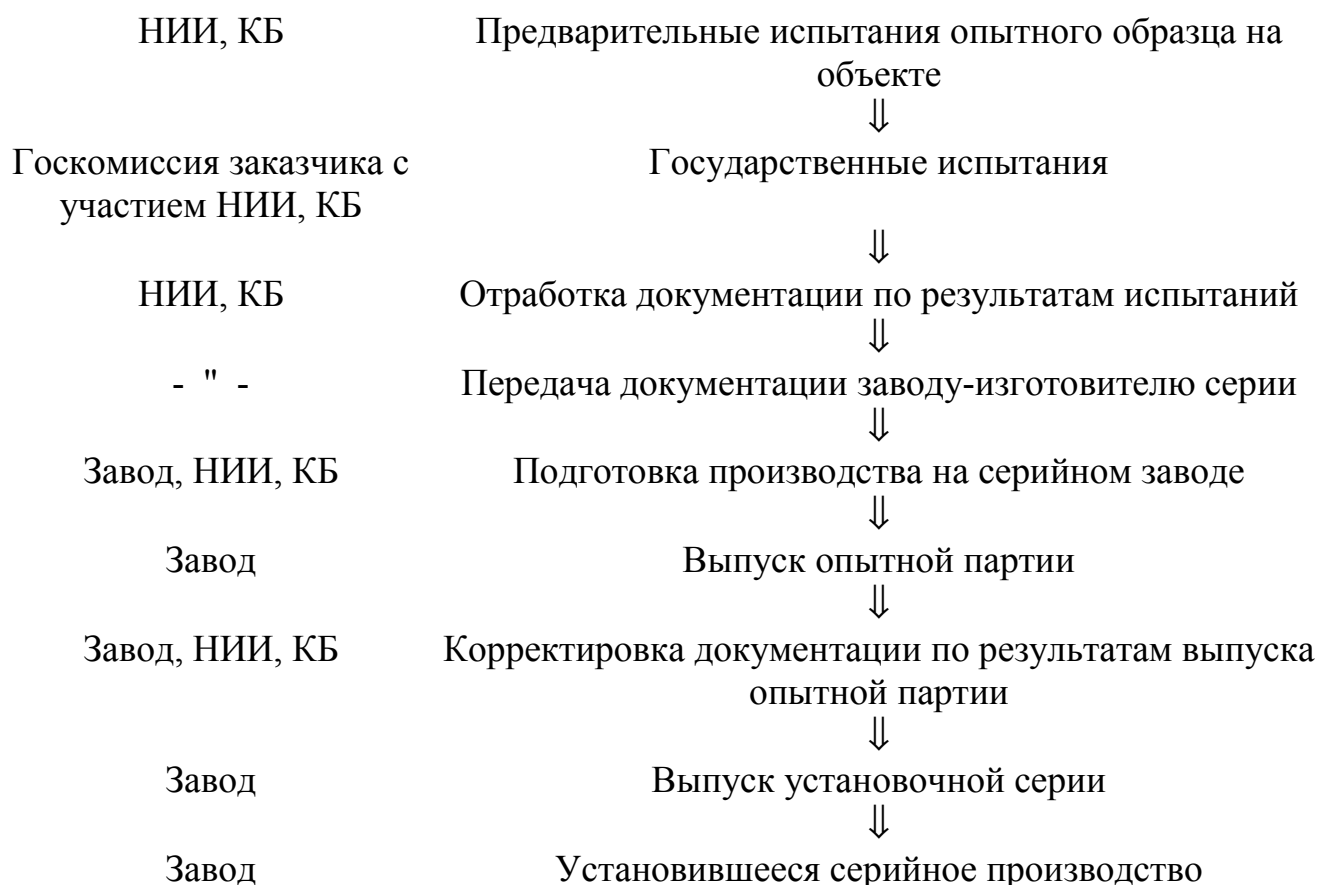 НИИ, КБ Предварительные испытания опытного образца на
объекте
⇓
Госкомиссия заказчика с Государственные испытания
участием НИИ, КБ
⇓
НИИ, КБ Отработка документации по результатам испытаний
⇓
- " - Передача документации заводу-изготовителю серии
⇓
Завод, НИИ, КБ Подготовка производства на серийном заводе
⇓
Завод Выпуск опытной партии
⇓
Завод, НИИ, КБ Корректировка документации по результатам выпуска
опытной партии
⇓
Завод Выпуск установочной серии
⇓
Завод Установившееся серийное производство